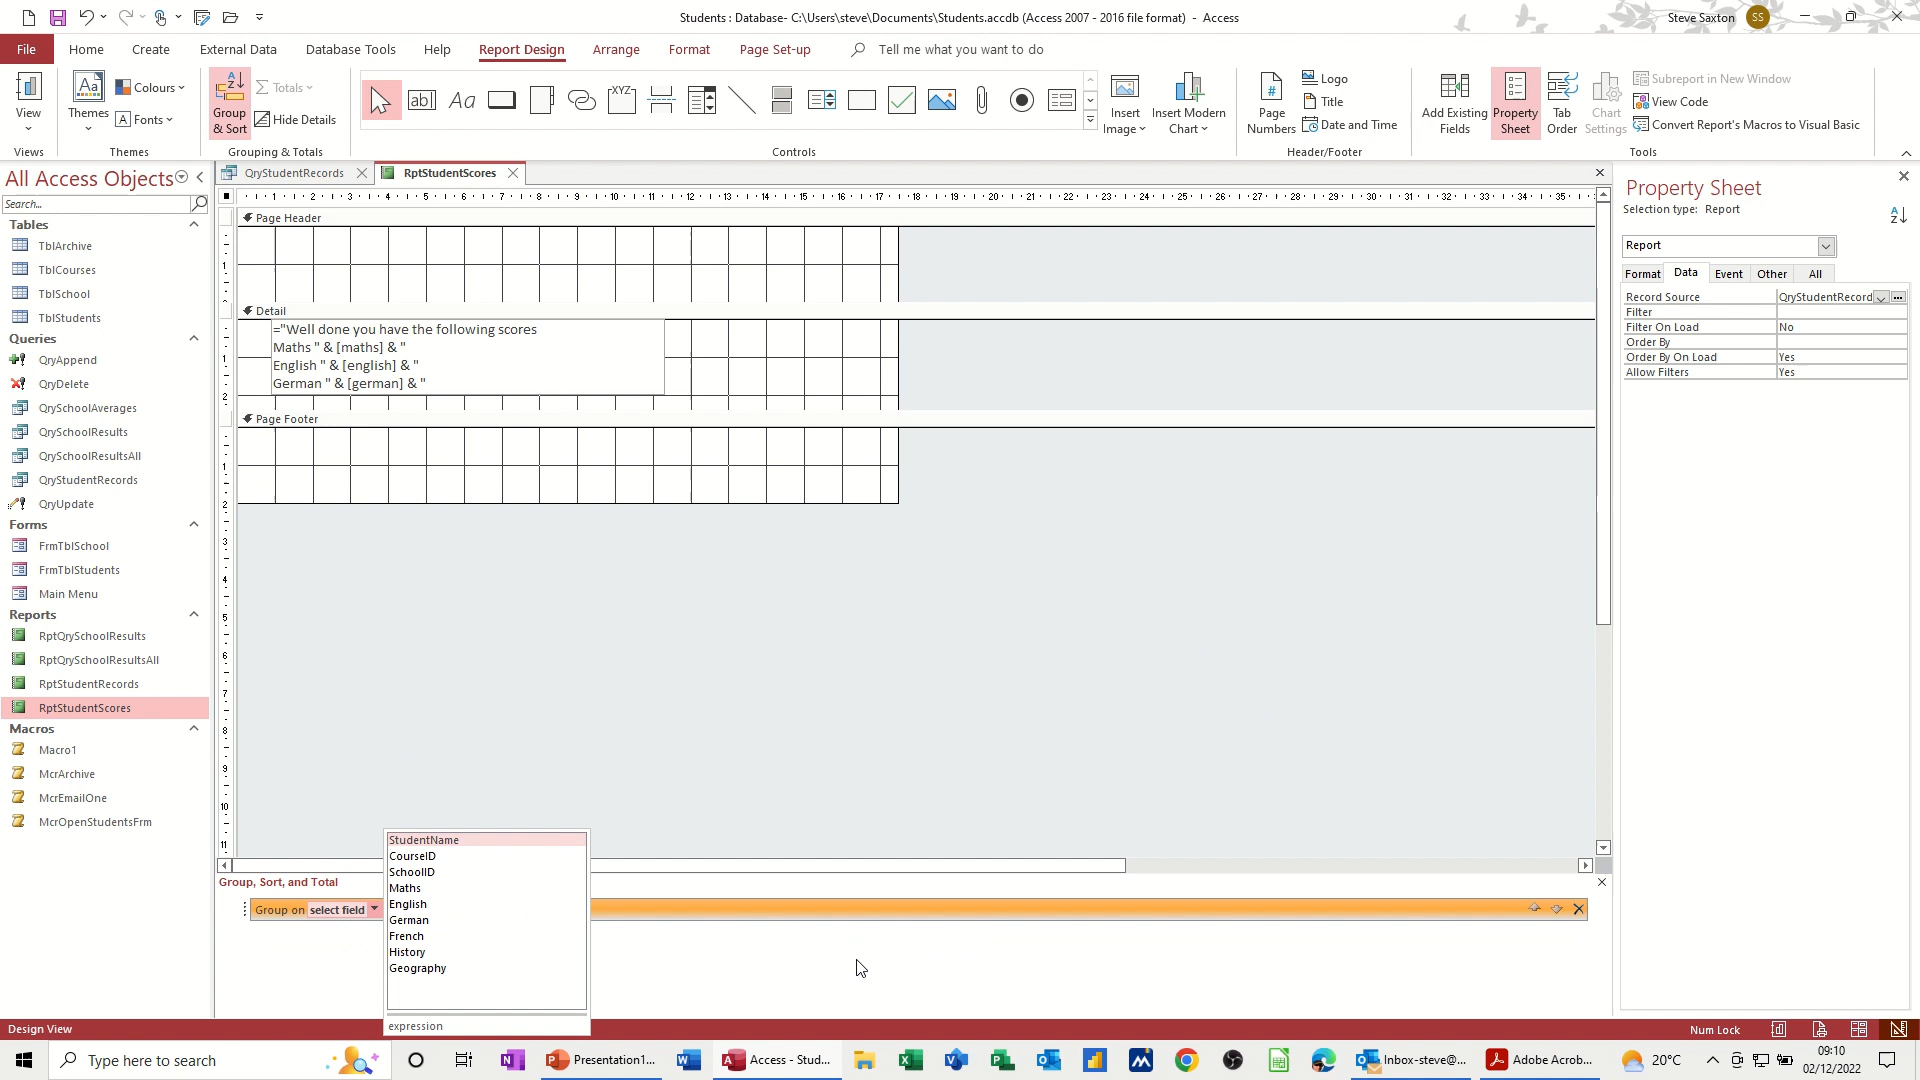 Students : Database- C:\Users\steve\Documents\Students.accdb (Access 2007 - 2016 file format) - Access
Steve Saxton
SS
File
Home
Create
External Data
Database Tools
Help
Report Design
Arrange
Format
Page Set-up
Tell me what you want to do
View
Views
Themes
Colours
Fonts
Themes
Group & Sort
Totals
Hide Details
Grouping & Totals
Controls
Insert Image
Insert Modern Chart
Page Numbers
Logo
Title
Date and Time
Header/Footer
Add Existing Fields
Property Sheet
Tab Order
Chart Settings
Subreport in New Window
View Code
Convert Report's Macros to Visual Basic
Tools
All Access Objects
Search...
Tables
TblArchive
TblCourses
TblSchool
TblStudents
Queries
QryAppend
QryDelete
QrySchoolAverages
QrySchoolResults
QrySchoolResultsAll
QryStudentRecords
QryUpdate
Forms
FrmTblSchool
FrmTblStudents
Main Menu
Reports
RptQrySchoolResults
RptQrySchoolResultsAll
RptStudentRecords
RptStudentScores
Macros
Macro1
McrArchive
McrEmailOne
McrOpenStudentsFrm
QryStudentRecords
RptStudentScores
Page Header
Detail
="Well done you have the following scores
Maths " & [maths] & "
English " & [english] & "
German " & [german] & "
Page Footer
Group, Sort, and Total
Group on select field
StudentName
CourseID
SchoolID
Maths
English
German
French
History
Geography
expression
Property Sheet
Selection type: Report
Report
Format
Data
Event
Other
All
Record Source QryStudentRecord
Filter
Filter On Load No
Order By
Order By On Load Yes
Allow Filters Yes
Design View
Num Lock
Type here to search
Presentation1...
Access - Stud...
Inbox-steve@...
Adobe Acrob...
20°C
09:10
02/12/2022